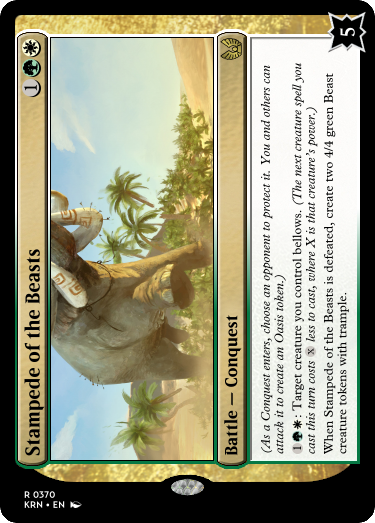 Stampede of the Beasts
1
Battle — Conquest
(As a Conquest enters, choose an opponent to protect it. You and others can
attack it to create an Oasis token.)
1: Target creature you control bellows. (The next creature spell you
cast this turn costs X less to cast, where X is that creature's power.)
When Stampede of the Beasts is defeated, create two 4/4 green Beast
creature tokens with trample.
5
R 0370
KRN • EN